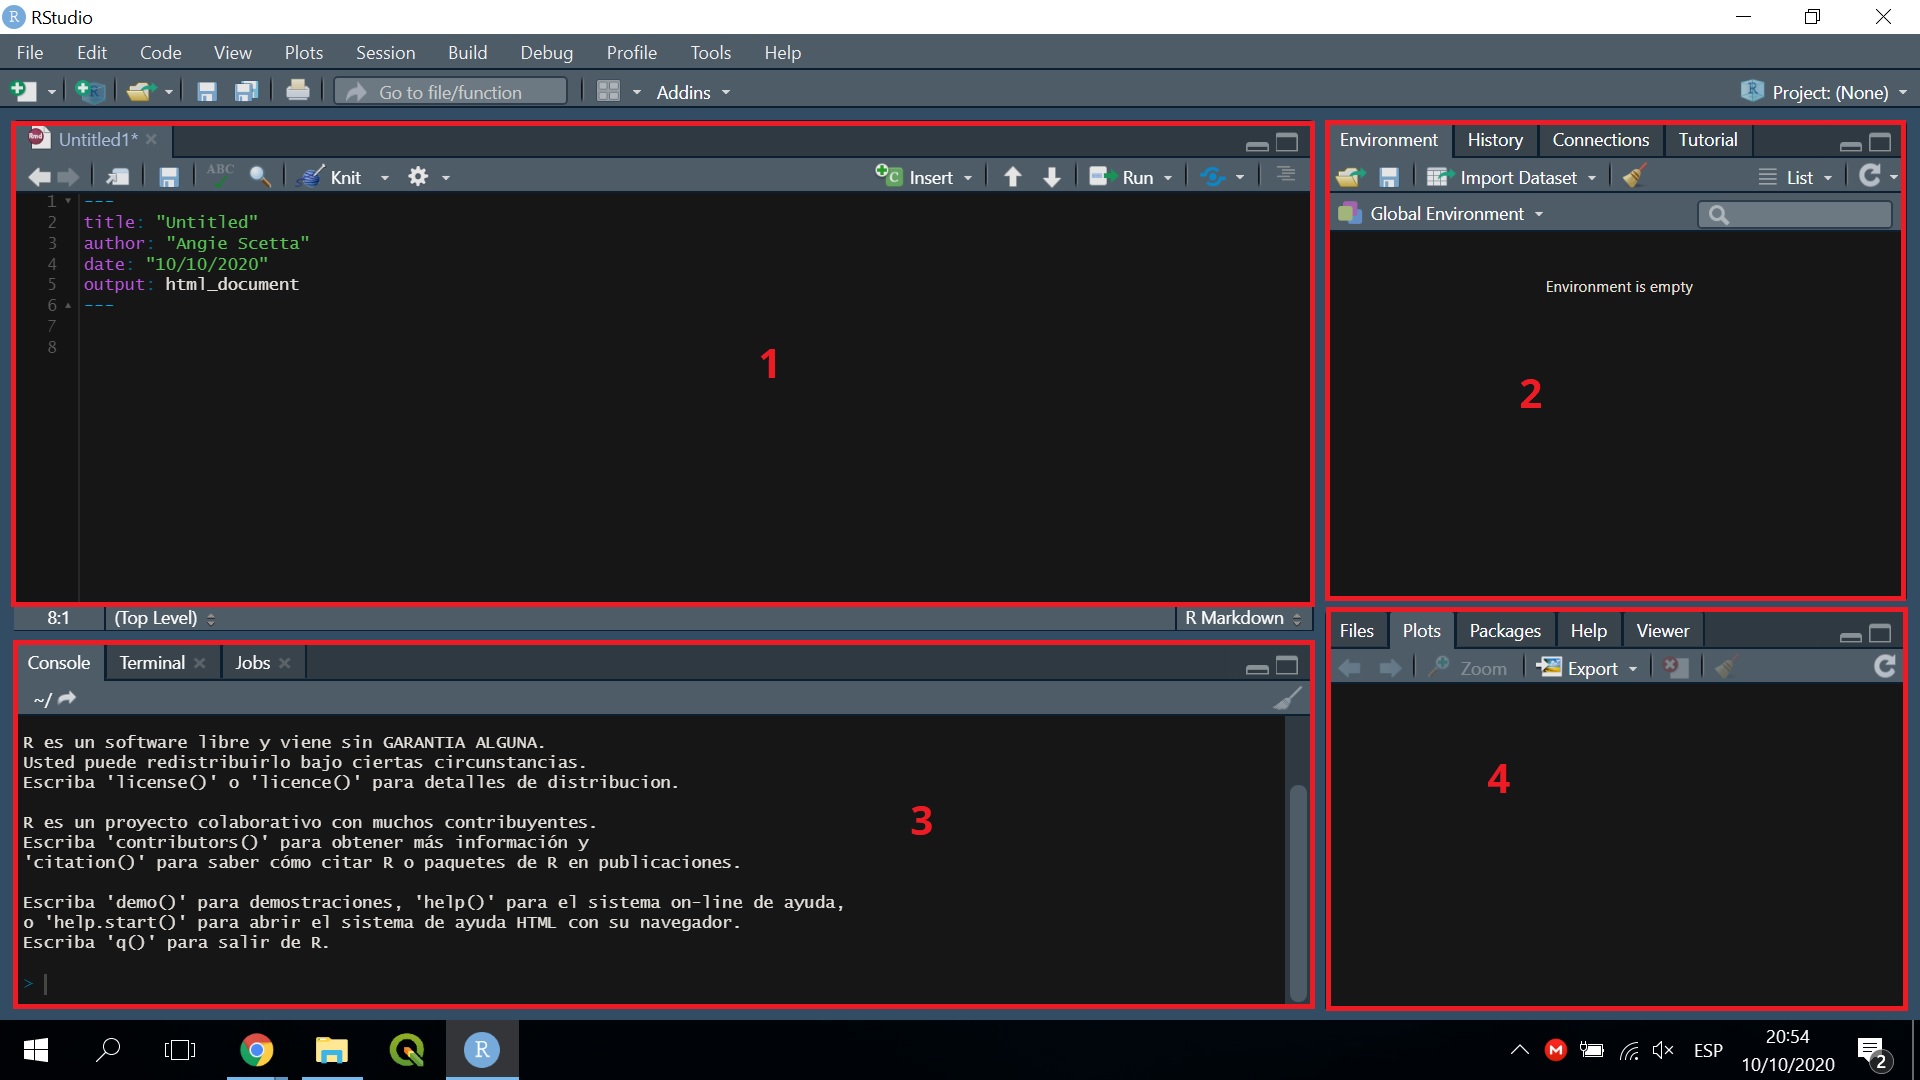 RStudio
File Edit Code View Plots Session Build Debug Profile Tools Help
Go to file/function Addins Project: (None)
Untitled1*
ABC Knit Insert Run
1 ---
2 title: "Untitled"
3 author: "Angie Scetta"
4 date: "10/10/2020"
5 output: html_document
6 ---
7
8
1
8:1 (Top Level) R Markdown
Environment History Connections Tutorial
Import Dataset List
Global Environment
Environment is empty
2
Console Terminal Jobs
~/
R es un software libre y viene sin GARANTIA ALGUNA.
Usted puede redistribuirlo bajo ciertas circunstancias.
Escriba 'license()' o 'licence()' para detalles de distribucion.
R es un proyecto colaborativo con muchos contribuyentes.
Escriba 'contributors()' para obtener más información y
'citation()' para saber cómo citar R o paquetes de R en publicaciones.
Escriba 'demo()' para demostraciones, 'help()' para el sistema on-line de ayuda,
o 'help.start()' para abrir el sistema de ayuda HTML con su navegador.
Escriba 'q()' para salir de R.
>
3
Files Plots Packages Help Viewer
Zoom Export
4
ESP
20:54
10/10/2020
2